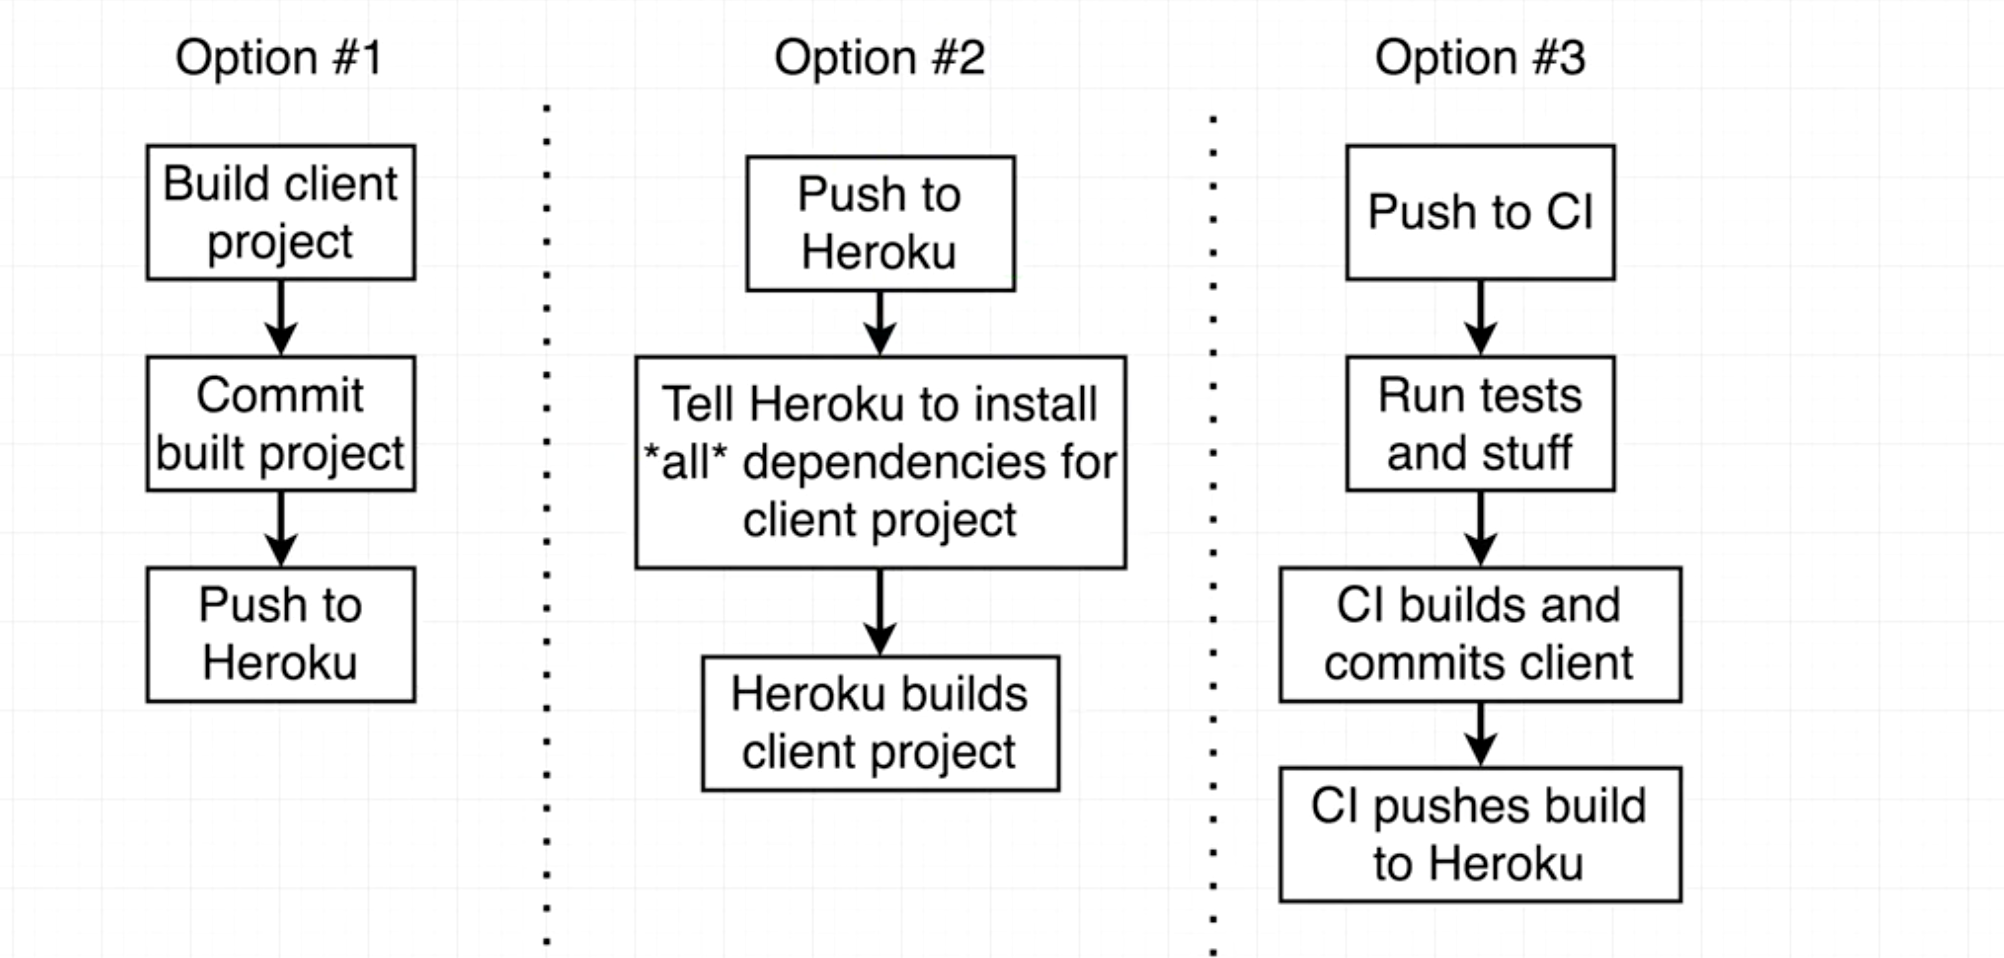 Option #1
Build client
project
Commit
built project
Push to
Heroku
Option #2
Push to
Heroku
Tell Heroku to install
*all* dependencies for
client project
Heroku builds
client project
Option #3
Push to CI
Run tests
and stuff
CI builds and
commits client
CI pushes build
to Heroku